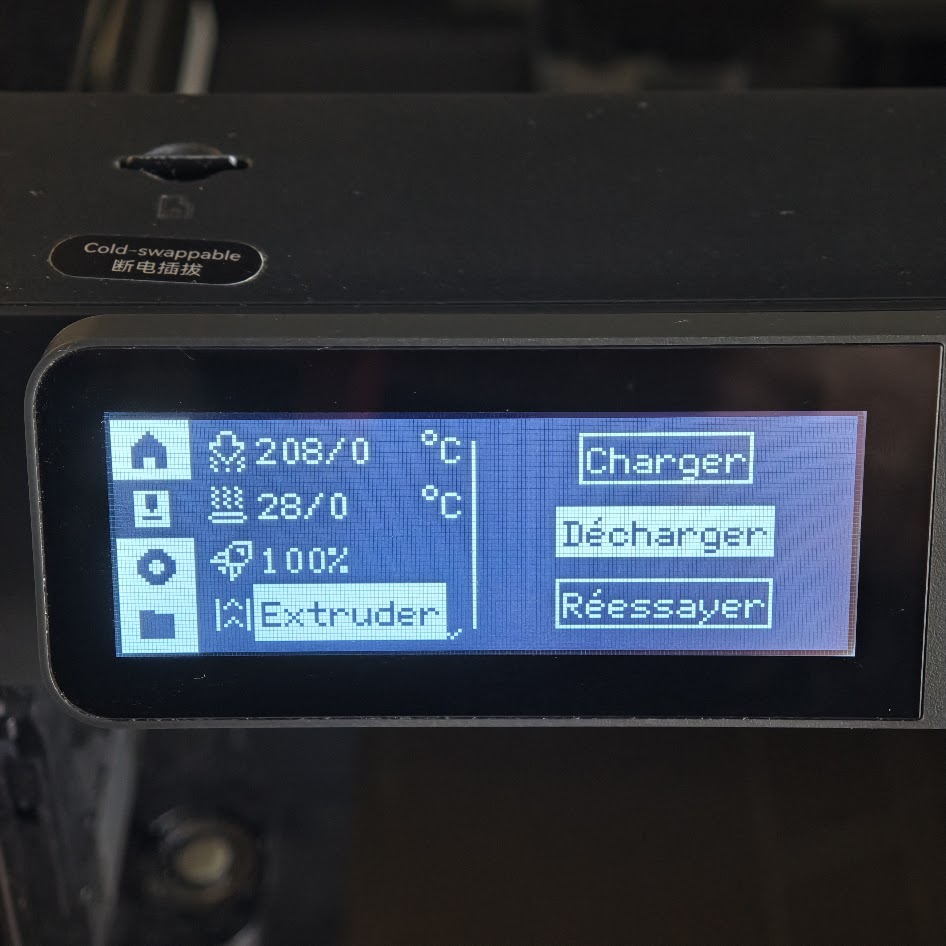 Cold-swappable
断电插拔
208/0 °C
28/0 °C
100%
Extruder
Charger
Décharger
Réessayer